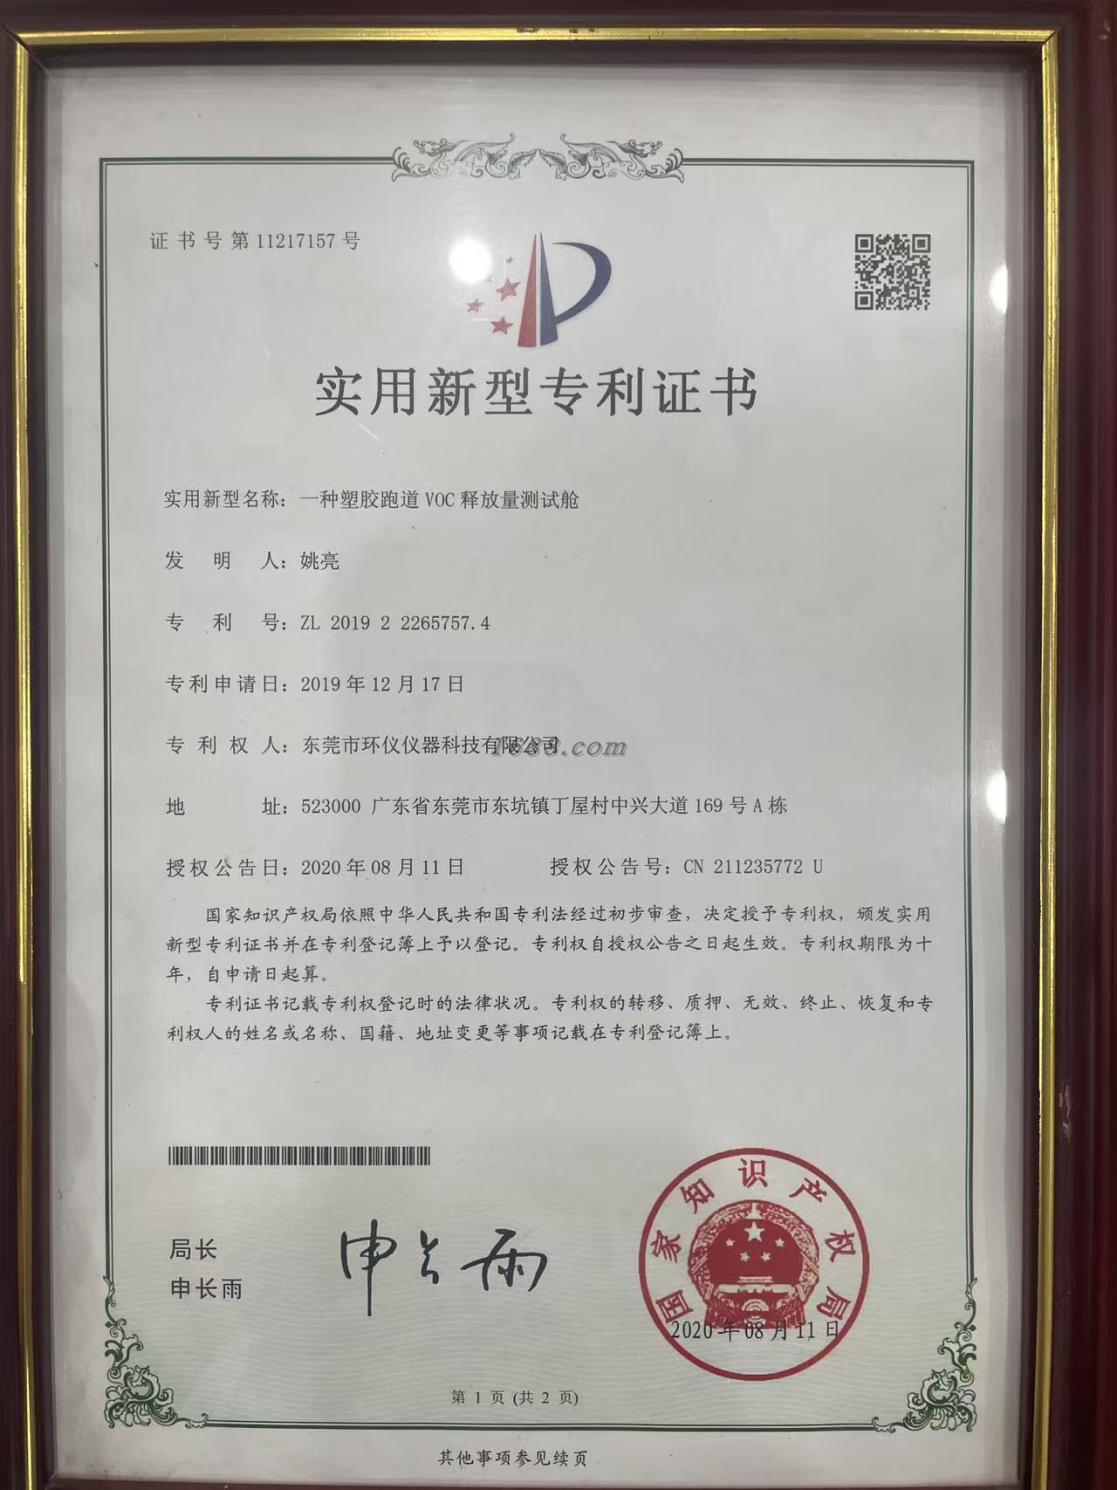 证书号第11217157号
实用新型专利证书
实用新型名称：一种塑胶跑道VOC释放量测试舱
发明人：姚亮
专利号：ZL 2019 2 2265757.4
专利申请日：2019年12月17日
专利权人：东莞市环仪仪器科技有限公司
1688.com
地址：523000 广东省东莞市东坑镇丁屋村中兴大道169号A栋
授权公告日：2020年08月11日 授权公告号：CN 211235772 U
国家知识产权局依照中华人民共和国专利法经过初步审查，决定授予专利权，颁发实用
新型专利证书并在专利登记簿上予以登记。专利权自授权公告之日起生效。专利权期限为十
年，自申请日起算。
专利证书记载专利权登记时的法律状况。专利权的转移、质押、无效、终止、恢复和专
利权人的姓名或名称、国籍、地址变更等事项记载在专利登记簿上。
局长
申长雨
申长雨
国家知识产权局
2020年08月11日
第 1 页 (共 2 页)
其他事项参见续页